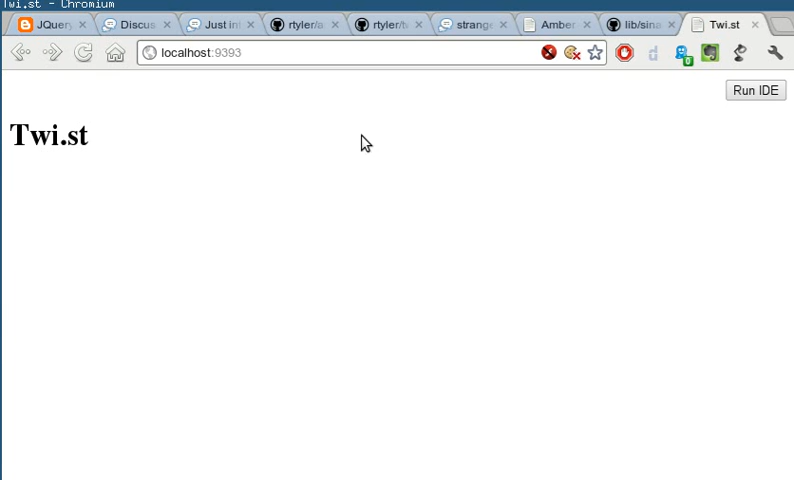 Twi.st - Chromium
JQuery
Discus
Just in
rtyler/a
rtyler/t
strange
Amber
lib/sina
Twi.st
localhost:9393
d
0
Run IDE
Twi.st